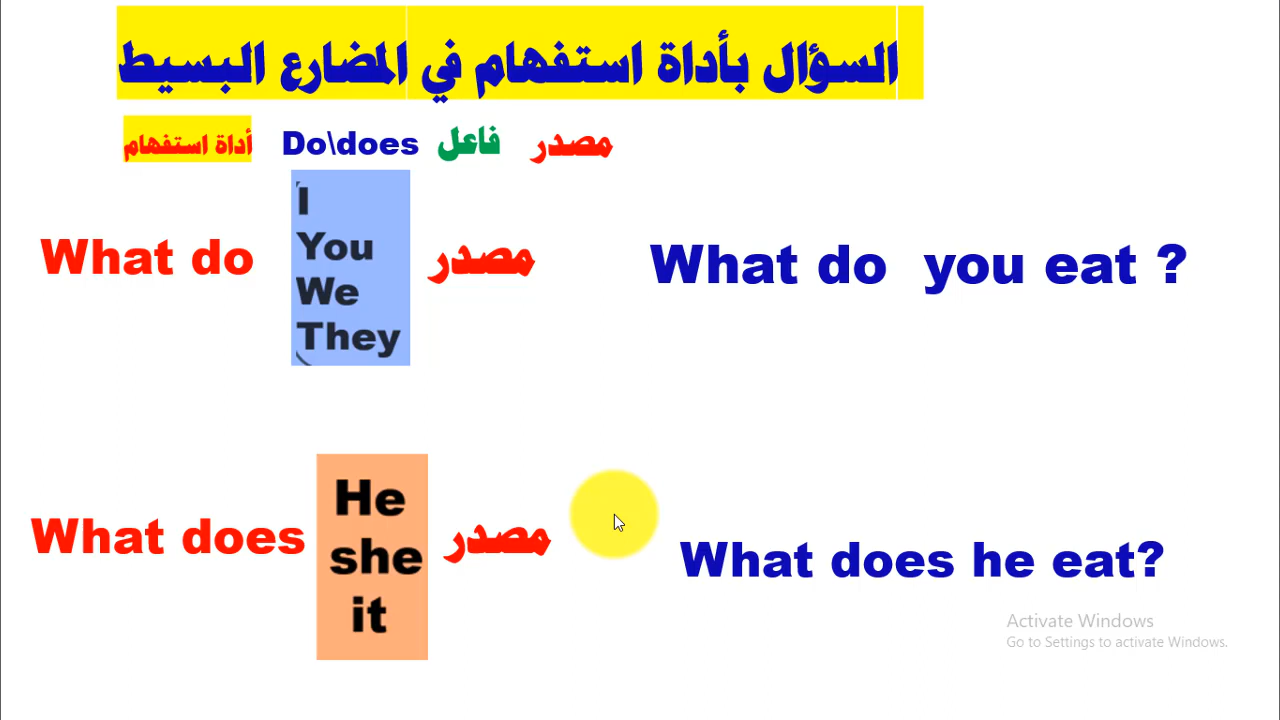 السؤال بأداة استفهام في المضارع البسيط
أداة استفهام Do\does فاعل مصدر
What do
I
You
We
They
مصدر
What do you eat ?
What does
He
she
it
مصدر
What does he eat?
Activate Windows
Go to Settings to activate Windows.